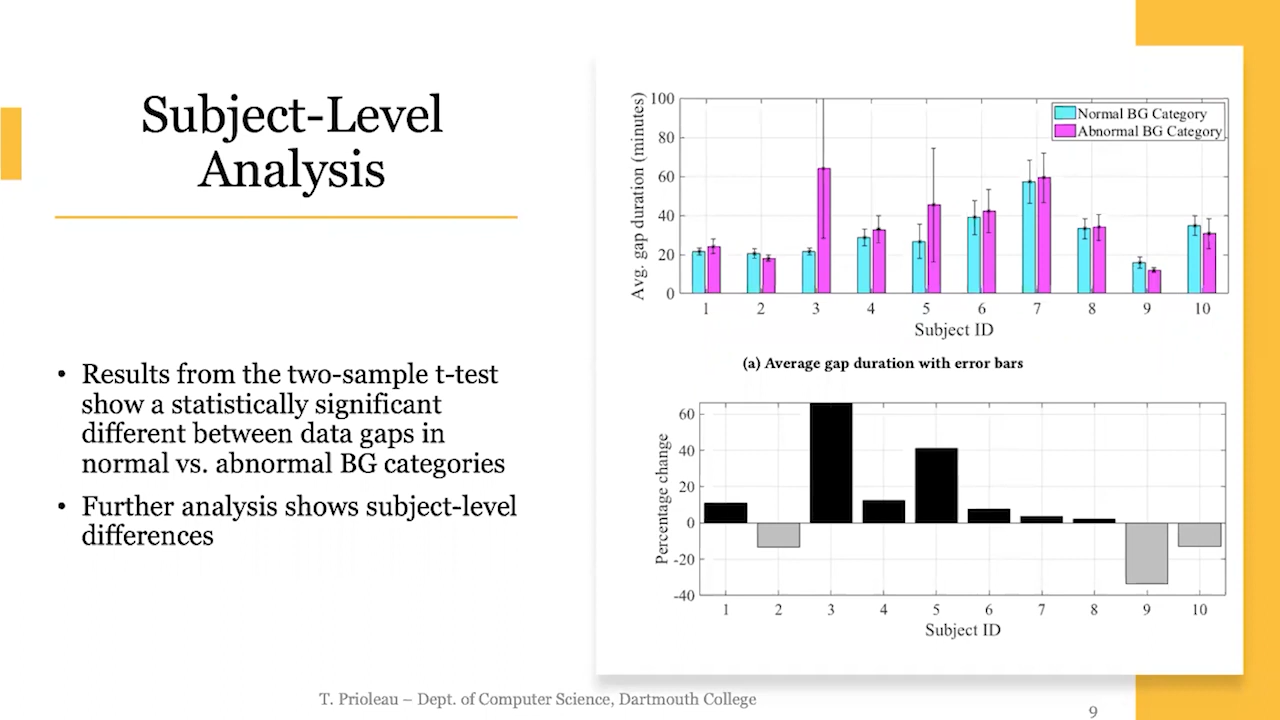 Subject-Level
Analysis
• Results from the two-sample t-test
show a statistically significant
different between data gaps in
normal vs. abnormal BG categories
• Further analysis shows subject-level
differences
Avg. gap duration (minutes)
100
80
60
40
20
0
Normal BG Category
Abnormal BG Category
1 2 3 4 5 6 7 8 9 10
Subject ID
(a) Average gap duration with error bars
Percentage change
60
40
20
0
-20
-40
1 2 3 4 5 6 7 8 9 10
Subject ID
T. Prioleau – Dept. of Computer Science, Dartmouth College
9